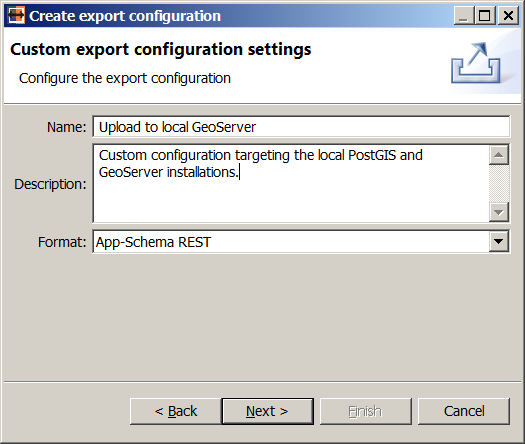 Create export configuration
Custom export configuration settings
Configure the export configuration
Name: Upload to local GeoServer
Description: Custom configuration targeting the local PostGIS and
GeoServer installations.
Format: App-Schema REST
< Back Next > Finish Cancel